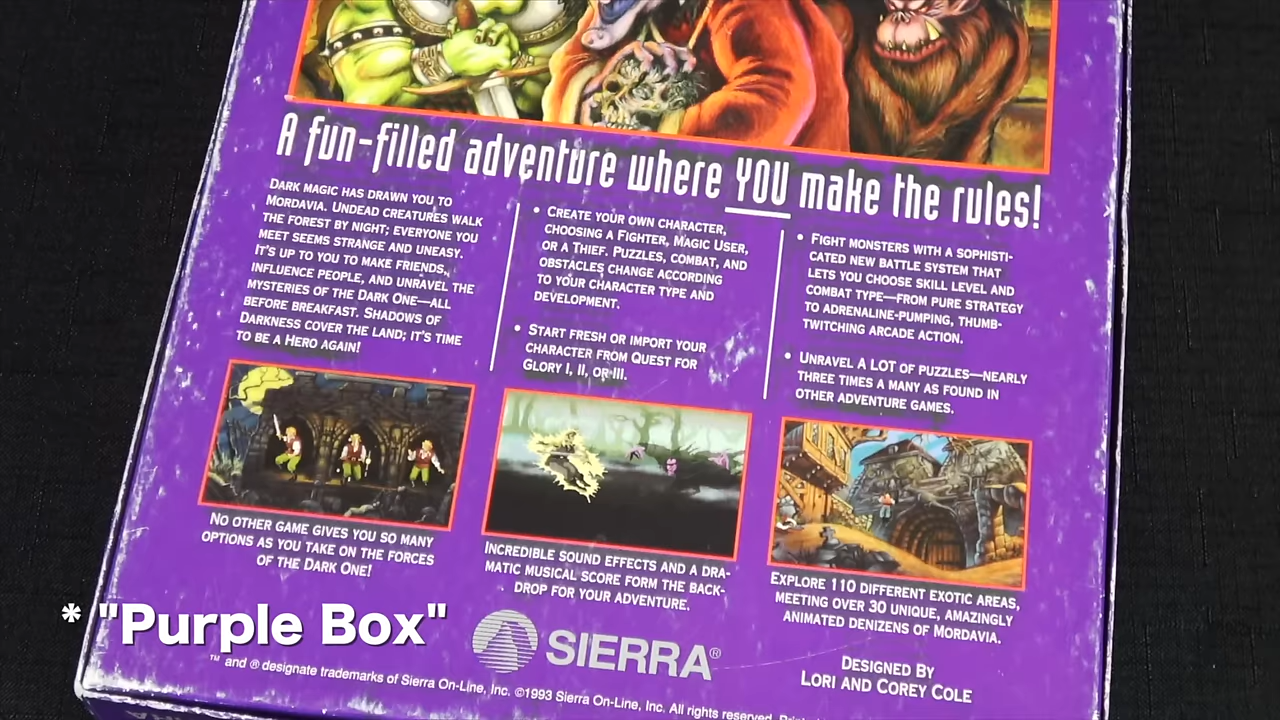 A fun-filled adventure where YOU make the rules!
DARK MAGIC HAS DRAWN YOU TO
MORDAVIA. UNDEAD CREATURES WALK
THE FOREST BY NIGHT; EVERYONE YOU
MEET SEEMS STRANGE AND UNEASY.
IT'S UP TO YOU TO MAKE FRIENDS,
INFLUENCE PEOPLE, AND UNRAVEL THE
MYSTERIES OF THE DARK ONE—ALL
BEFORE BREAKFAST. SHADOWS OF
DARKNESS COVER THE LAND; IT'S TIME
TO BE A HERO AGAIN!
• CREATE YOUR OWN CHARACTER,
CHOOSING A FIGHTER, MAGIC USER,
OR A THIEF. PUZZLES, COMBAT, AND
OBSTACLES CHANGE ACCORDING
TO YOUR CHARACTER TYPE AND
DEVELOPMENT.
• START FRESH OR IMPORT YOUR
CHARACTER FROM QUEST FOR
GLORY I, II, OR III.
• FIGHT MONSTERS WITH A SOPHISTI-
CATED NEW BATTLE SYSTEM THAT
LETS YOU CHOOSE SKILL LEVEL AND
COMBAT TYPE—FROM PURE STRATEGY
TO ADRENALINE-PUMPING, THUMB-
TWITCHING ARCADE ACTION.
• UNRAVEL A LOT OF PUZZLES—NEARLY
THREE TIMES A MANY AS FOUND IN
OTHER ADVENTURE GAMES.
NO OTHER GAME GIVES YOU SO MANY
OPTIONS AS YOU TAKE ON THE FORCES
OF THE DARK ONE!
INCREDIBLE SOUND EFFECTS AND A DRA-
MATIC MUSICAL SCORE FORM THE BACK-
DROP FOR YOUR ADVENTURE.
EXPLORE 110 DIFFERENT EXOTIC AREAS,
MEETING OVER 30 UNIQUE, AMAZINGLY
ANIMATED DENIZENS OF MORDAVIA.
* "Purple Box"
SIERRA®
DESIGNED BY
LORI AND COREY COLE
™ and ® designate trademarks of Sierra On-Line, Inc. ©1993 Sierra On-Line, Inc. All rights reserved.